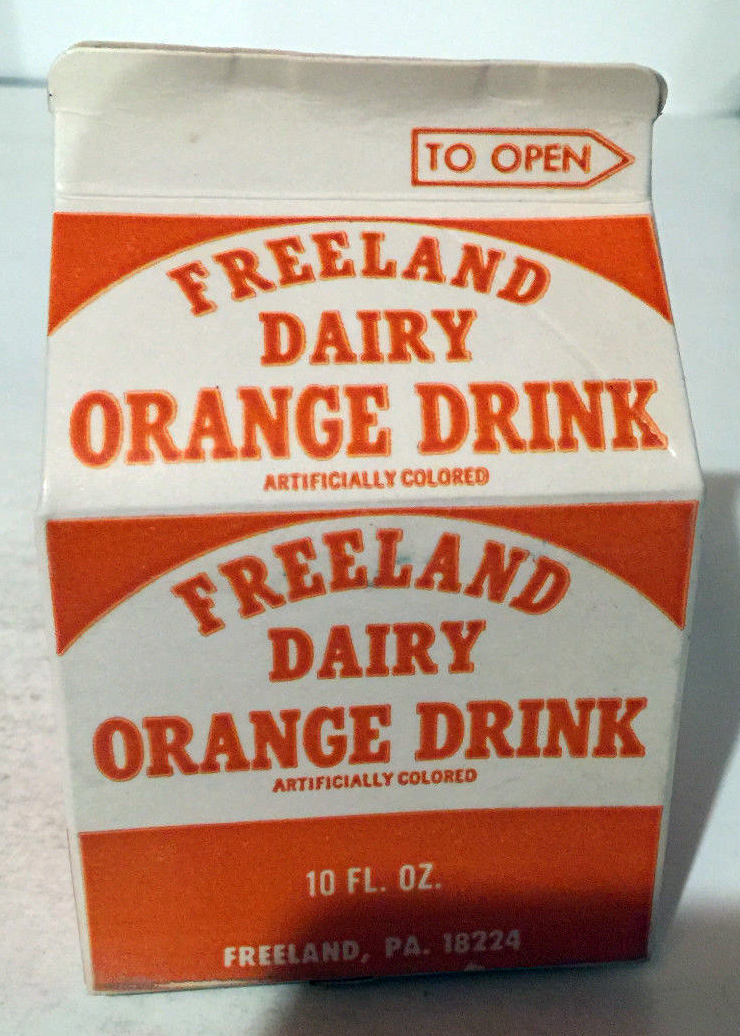 TO OPEN
FREELAND
DAIRY
ORANGE DRINK
ARTIFICIALLY COLORED
FREELAND
DAIRY
ORANGE DRINK
ARTIFICIALLY COLORED
10 FL. OZ.
FREELAND, PA. 18224